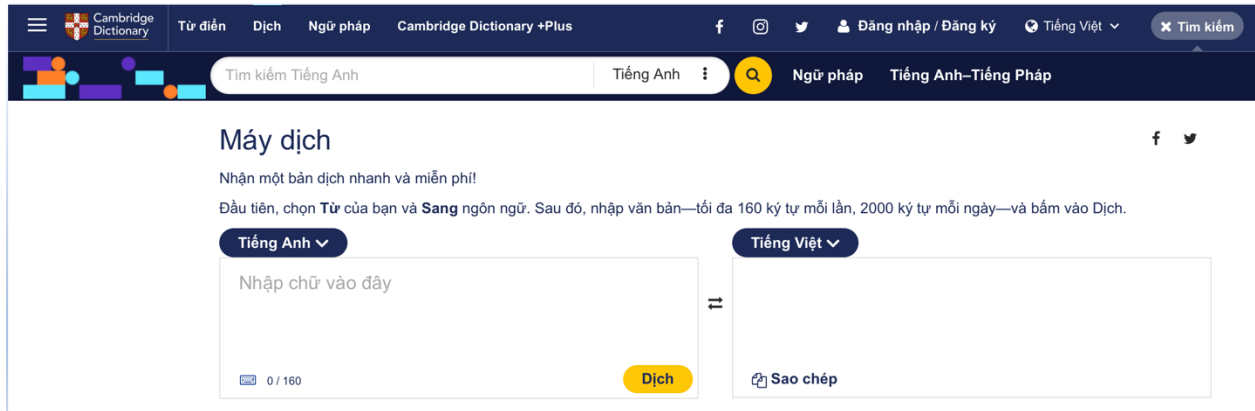 Cambridge
Dictionary
Từ điển Dịch Ngữ pháp Cambridge Dictionary +Plus Đăng nhập / Đăng ký Tiếng Việt Tìm kiếm
Tìm kiếm Tiếng Anh Tiếng Anh Ngữ pháp Tiếng Anh–Tiếng Pháp
Máy dịch
Nhận một bản dịch nhanh và miễn phí!
Đầu tiên, chọn Từ của bạn và Sang ngôn ngữ. Sau đó, nhập văn bản—tối đa 160 ký tự mỗi lần, 2000 ký tự mỗi ngày—và bấm vào Dịch.
Tiếng Anh Tiếng Việt
Nhập chữ vào đây
0 / 160 Dịch Sao chép